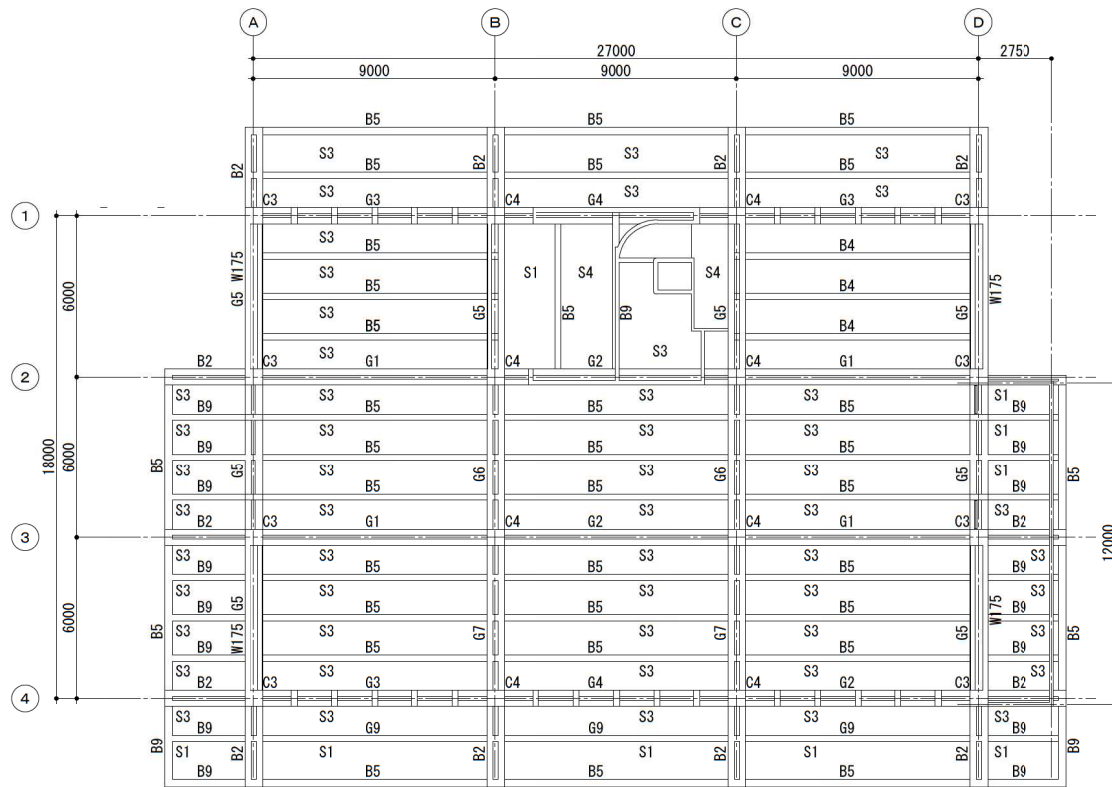 A B C D
27000 2750
9000 9000 9000
B5 B5 B5
S3 S3 S3
B2 B5 B2 B5 B2 B5 B2
S3 S3 S3
C3 G3 C4 G4 C4 G3 C3
1
S3
B5 B4
W175 S1 S4 S4 W175
S3
B5 B4
G5 G5 B5 B9 G5 G5
6000
S3
B5 B4
S3 S3
B2 C3 G1 C4 G2 C4 G1 C3
2
S3 S3 S3 S3 S1
B9 B5 B5 B5 B9
S3 S3 S3 S3 S1
B9 B5 B5 B5 B9
18000 6000
B5 G5 G6 G6 G5 B5
S3 S3 S3 S3 S1
B9 B5 B5 B5 B9
S3 S3 S3 S3 S3
B2 C3 G1 C4 G2 C4 G1 C3 B2
3
12000
S3 S3 S3 S3 S3
B9 B5 B5 B5 B9
S3 S3 S3 S3 S3
B9 G5 B5 B5 B5 B9
6000
B5 W175 G7 G7 G5 W175 B5
S3 S3 S3 S3 S3
B9 B5 B5 B5 B9
S3 S3 S3 S3 S3
B2 C3 G3 C4 G4 C4 G2 C3 B2
4
S3 S3 S3 S3 S3
B9 G9 G9 G9 B9
B9 B2 B2 B2 B2 B9
S1 S1 S1 S1 S1
B9 B5 B5 B5 B9